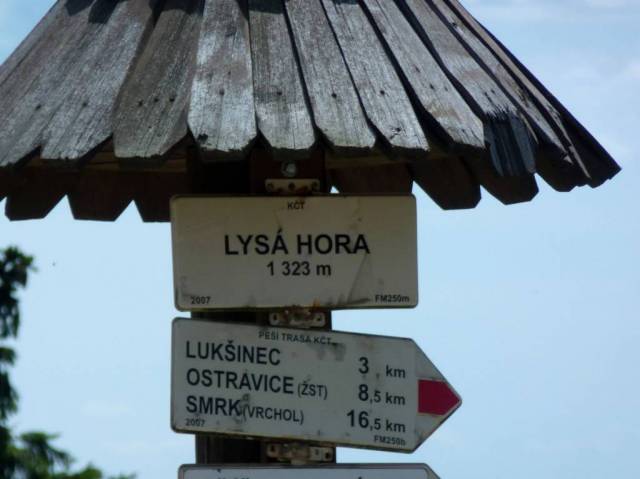 KČT
LYSÁ HORA
1 323 m
2007 FM250m
PĚŠÍ TRASA KČT
LUKŠINEC 3 km
OSTRAVICE (ŽST) 8,5 km
SMRK (VRCHOL) 16,5 km
2007 FM250b